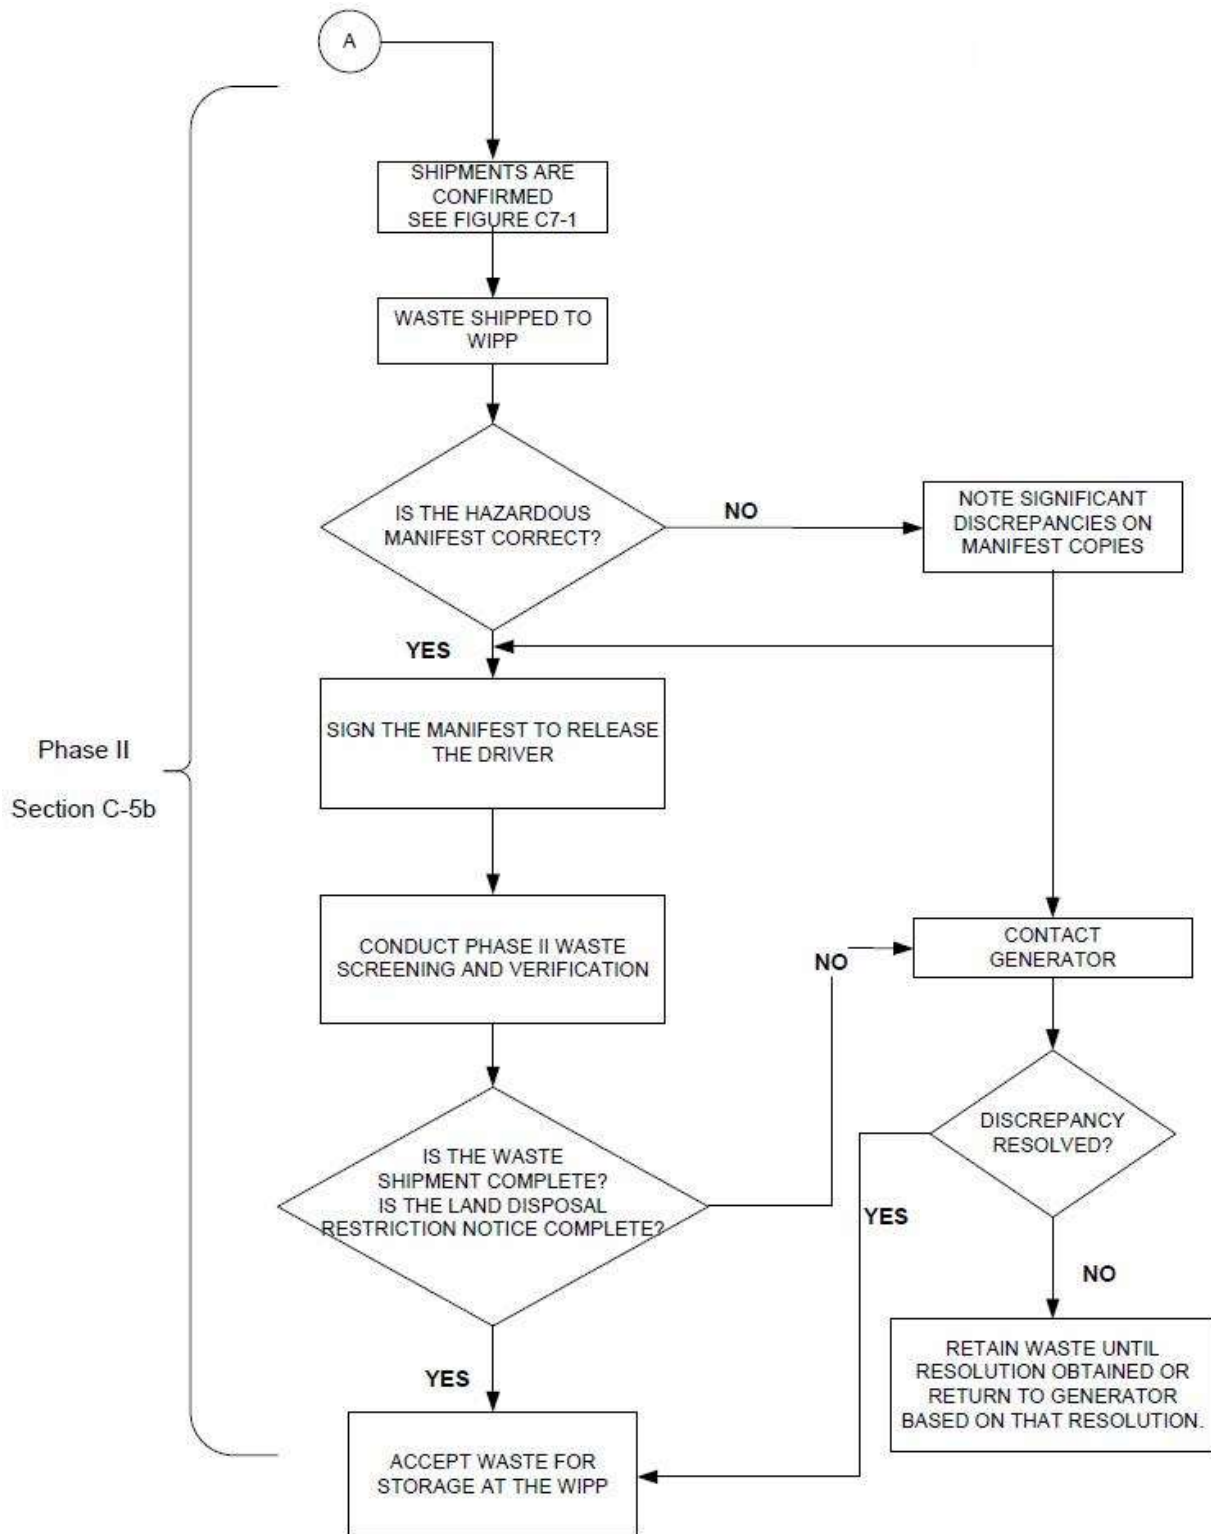 A
SHIPMENTS ARE
CONFIRMED
SEE FIGURE C7-1
WASTE SHIPPED TO
WIPP
IS THE HAZARDOUS
MANIFEST CORRECT?
NO
NOTE SIGNIFICANT
DISCREPANCIES ON
MANIFEST COPIES
YES
SIGN THE MANIFEST TO RELEASE
THE DRIVER
Phase II
Section C-5b
CONDUCT PHASE II WASTE
SCREENING AND VERIFICATION
NO
CONTACT
GENERATOR
IS THE WASTE
SHIPMENT COMPLETE?
IS THE LAND DISPOSAL
RESTRICTION NOTICE COMPLETE?
DISCREPANCY
RESOLVED?
YES
NO
RETAIN WASTE UNTIL
RESOLUTION OBTAINED OR
RETURN TO GENERATOR
BASED ON THAT RESOLUTION.
YES
ACCEPT WASTE FOR
STORAGE AT THE WIPP